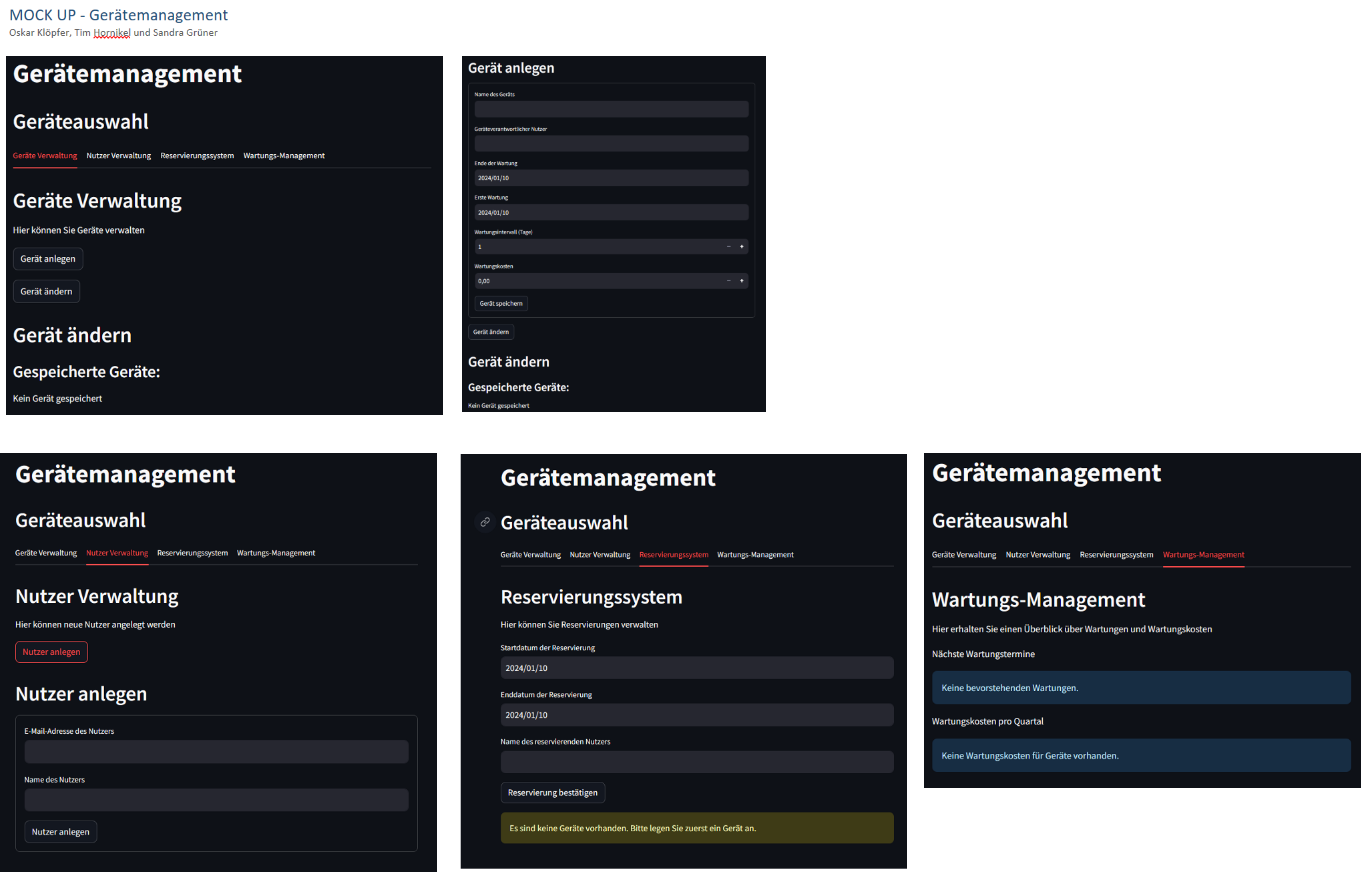 MOCK UP - Gerätemanagement
Oskar Klöpfer, Tim Hornikel und Sandra Grüner
Gerätemanagement
Geräteauswahl
Geräte Verwaltung Nutzer Verwaltung Reservierungssystem Wartungs-Management
Geräte Verwaltung
Hier können Sie Geräte verwalten
Gerät anlegen
Gerät ändern
Gerät ändern
Gespeicherte Geräte:
Kein Gerät gespeichert
Gerät anlegen
Name des Geräts
Geräteverantwortlicher Nutzer
Ende der Wartung
2024/01/10
Erste Wartung
2024/01/10
Wartungsintervall (Tage)
1 − +
Wartungskosten
0,00 − +
Gerät speichern
Gerät ändern
Gerät ändern
Gespeicherte Geräte:
Kein Gerät gespeichert
Gerätemanagement
Geräteauswahl
Geräte Verwaltung Nutzer Verwaltung Reservierungssystem Wartungs-Management
Nutzer Verwaltung
Hier können neue Nutzer angelegt werden
Nutzer anlegen
Nutzer anlegen
E-Mail-Adresse des Nutzers
Name des Nutzers
Nutzer anlegen
Gerätemanagement
Geräteauswahl
Geräte Verwaltung Nutzer Verwaltung Reservierungssystem Wartungs-Management
Reservierungssystem
Hier können Sie Reservierungen verwalten
Startdatum der Reservierung
2024/01/10
Enddatum der Reservierung
2024/01/10
Name des reservierenden Nutzers
Reservierung bestätigen
Es sind keine Geräte vorhanden. Bitte legen Sie zuerst ein Gerät an.
Gerätemanagement
Geräteauswahl
Geräte Verwaltung Nutzer Verwaltung Reservierungssystem Wartungs-Management
Wartungs-Management
Hier erhalten Sie einen Überblick über Wartungen und Wartungskosten
Nächste Wartungstermine
Keine bevorstehenden Wartungen.
Wartungskosten pro Quartal
Keine Wartungskosten für Geräte vorhanden.